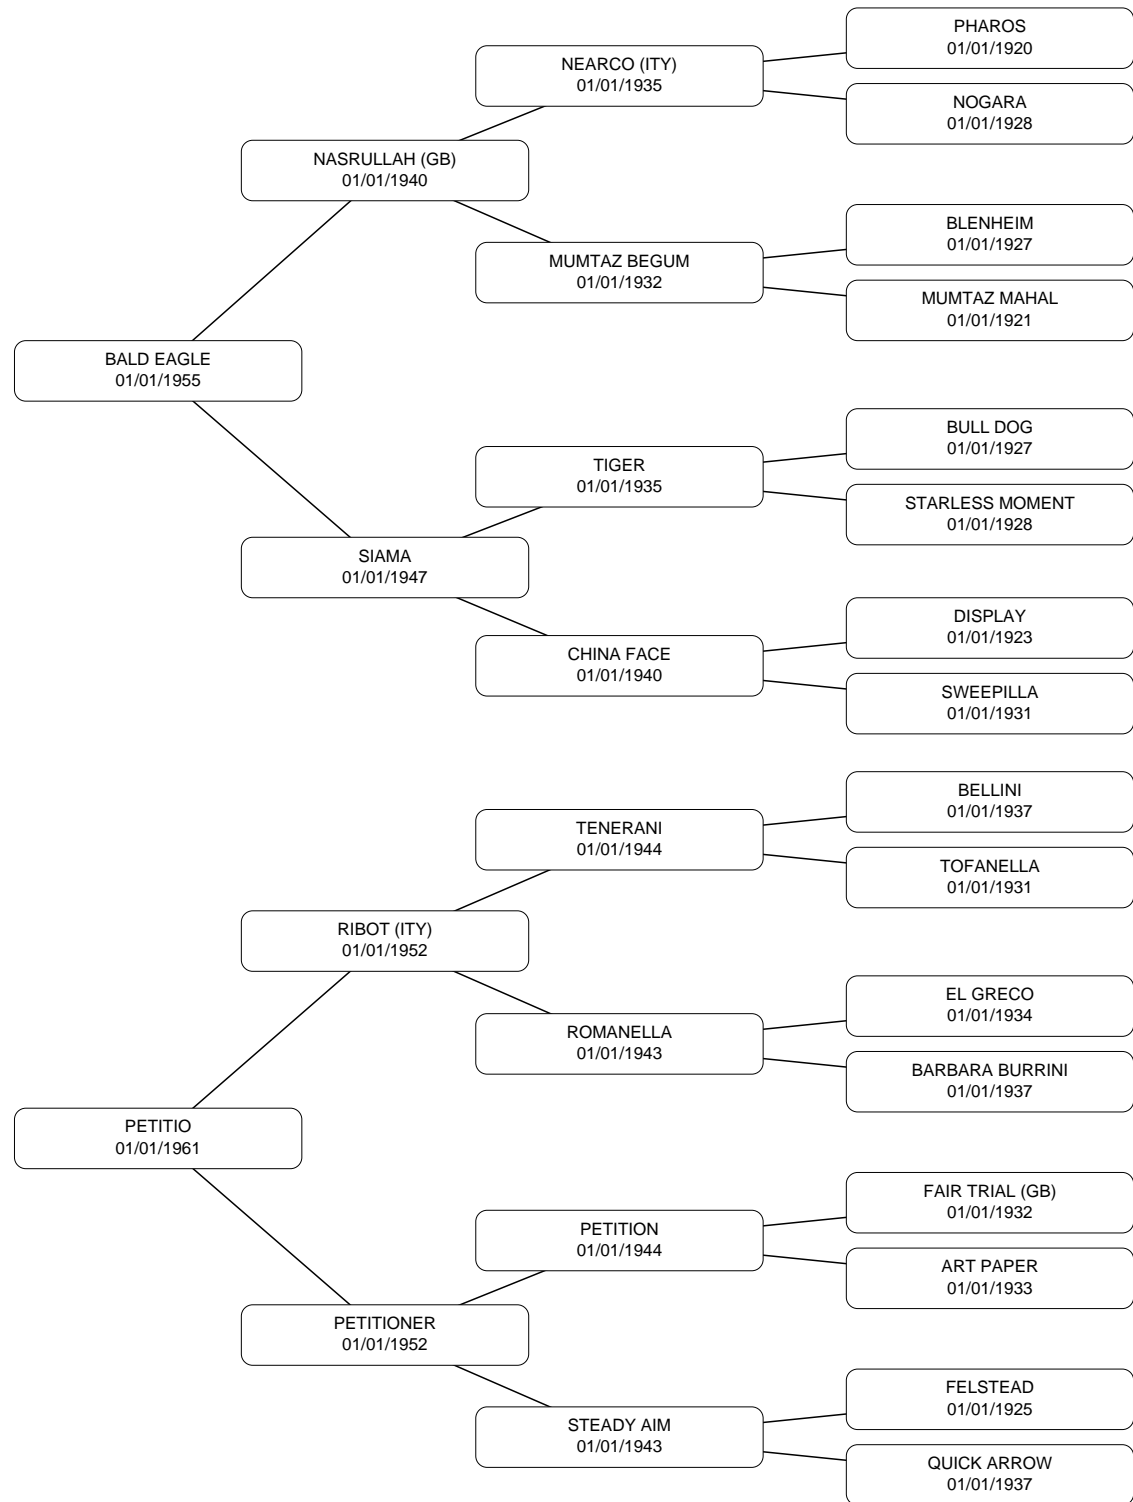 PHAROS
01/01/1920
NEARCO (ITY)
01/01/1935
NOGARA
01/01/1928
NASRULLAH (GB)
01/01/1940
BLENHEIM
01/01/1927
MUMTAZ BEGUM
01/01/1932
MUMTAZ MAHAL
01/01/1921
BALD EAGLE
01/01/1955
BULL DOG
01/01/1927
TIGER
01/01/1935
STARLESS MOMENT
01/01/1928
SIAMA
01/01/1947
DISPLAY
01/01/1923
CHINA FACE
01/01/1940
SWEEPILLA
01/01/1931
BELLINI
01/01/1937
TENERANI
01/01/1944
TOFANELLA
01/01/1931
RIBOT (ITY)
01/01/1952
EL GRECO
01/01/1934
ROMANELLA
01/01/1943
BARBARA BURRINI
01/01/1937
PETITIO
01/01/1961
FAIR TRIAL (GB)
01/01/1932
PETITION
01/01/1944
ART PAPER
01/01/1933
PETITIONER
01/01/1952
FELSTEAD
01/01/1925
STEADY AIM
01/01/1943
QUICK ARROW
01/01/1937